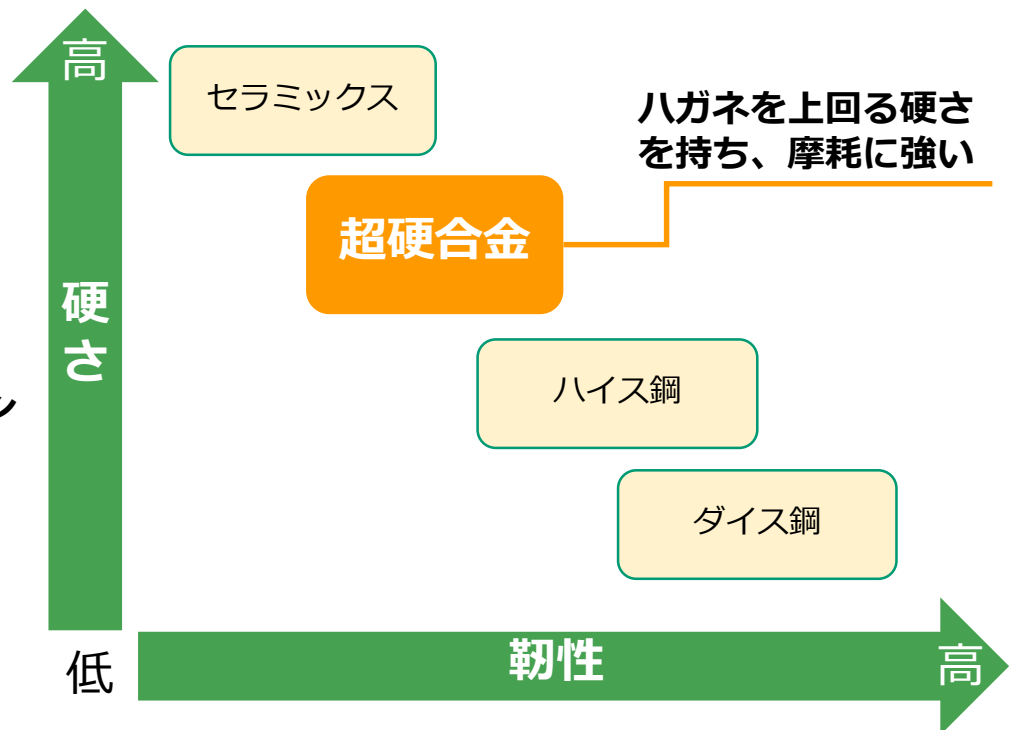 高
セラミックス
ハガネを上回る硬さ
を持ち、摩耗に強い
超硬合金
硬
さ
ハイス鋼
ダイス鋼
低
靭性
高